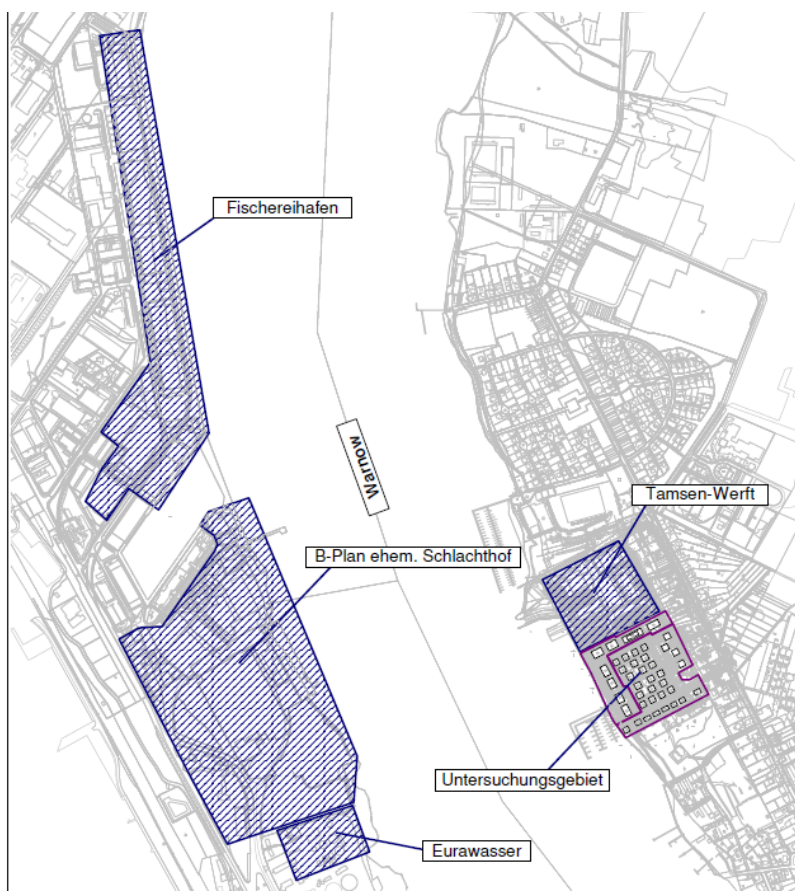 Fischereihafen
Warnow
Tamsen-Werft
B-Plan ehem. Schlachthof
Untersuchungsgebiet
Eurawasser